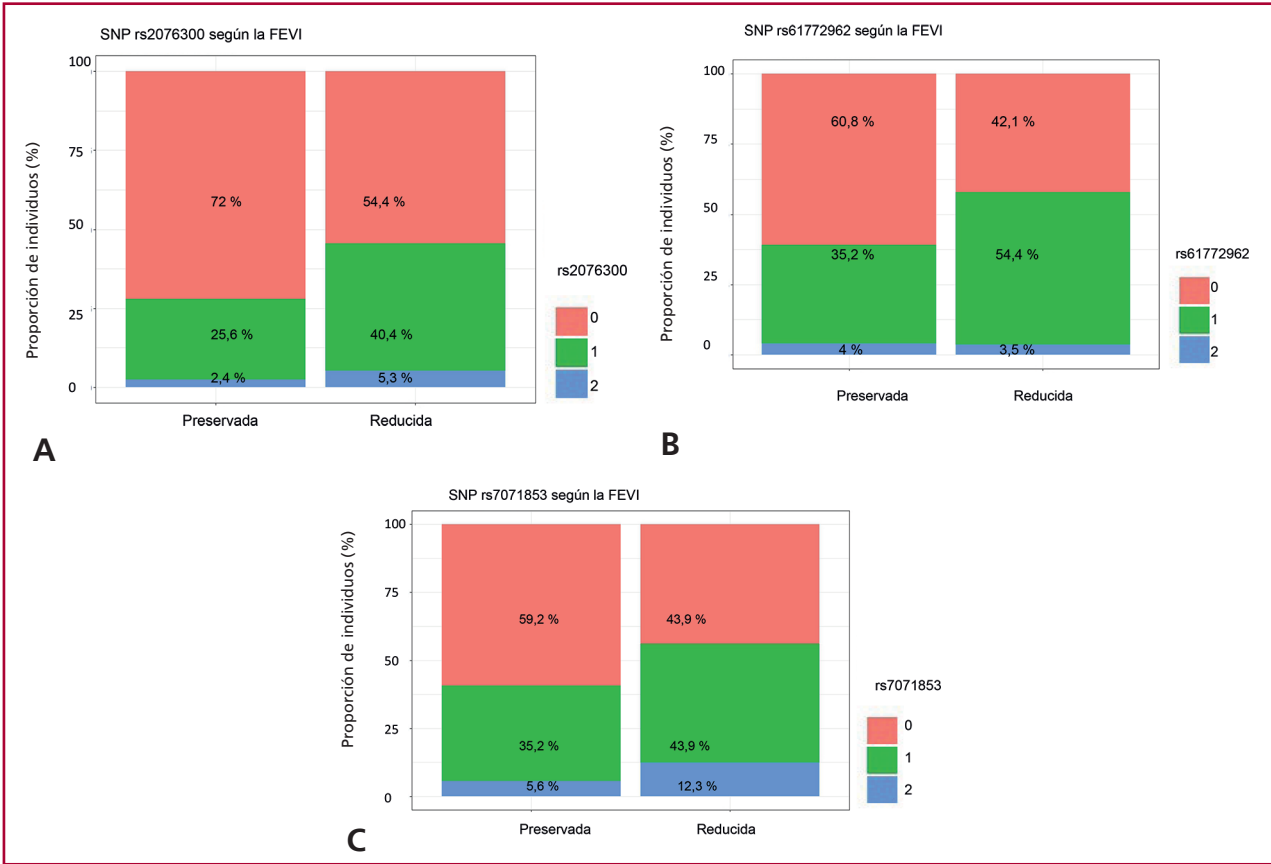 SNP rs2076300 según la FEVI
Proporción de individuos (%)
100
75
50
25
0
72 %
54,4 %
25,6 %
40,4 %
2,4 %
5,3 %
Preservada
Reducida
rs2076300
0
1
2
A
SNP rs61772962 según la FEVI
Proporción de individuos (%)
100
75
50
25
0
60,8 %
42,1 %
35,2 %
54,4 %
4 %
3,5 %
Preservada
Reducida
rs61772962
0
1
2
B
SNP rs7071853 según la FEVI
Proporción de individuos (%)
100
75
50
25
0
59,2 %
43,9 %
35,2 %
43,9 %
5,6 %
12,3 %
Preservada
Reducida
rs7071853
0
1
2
C